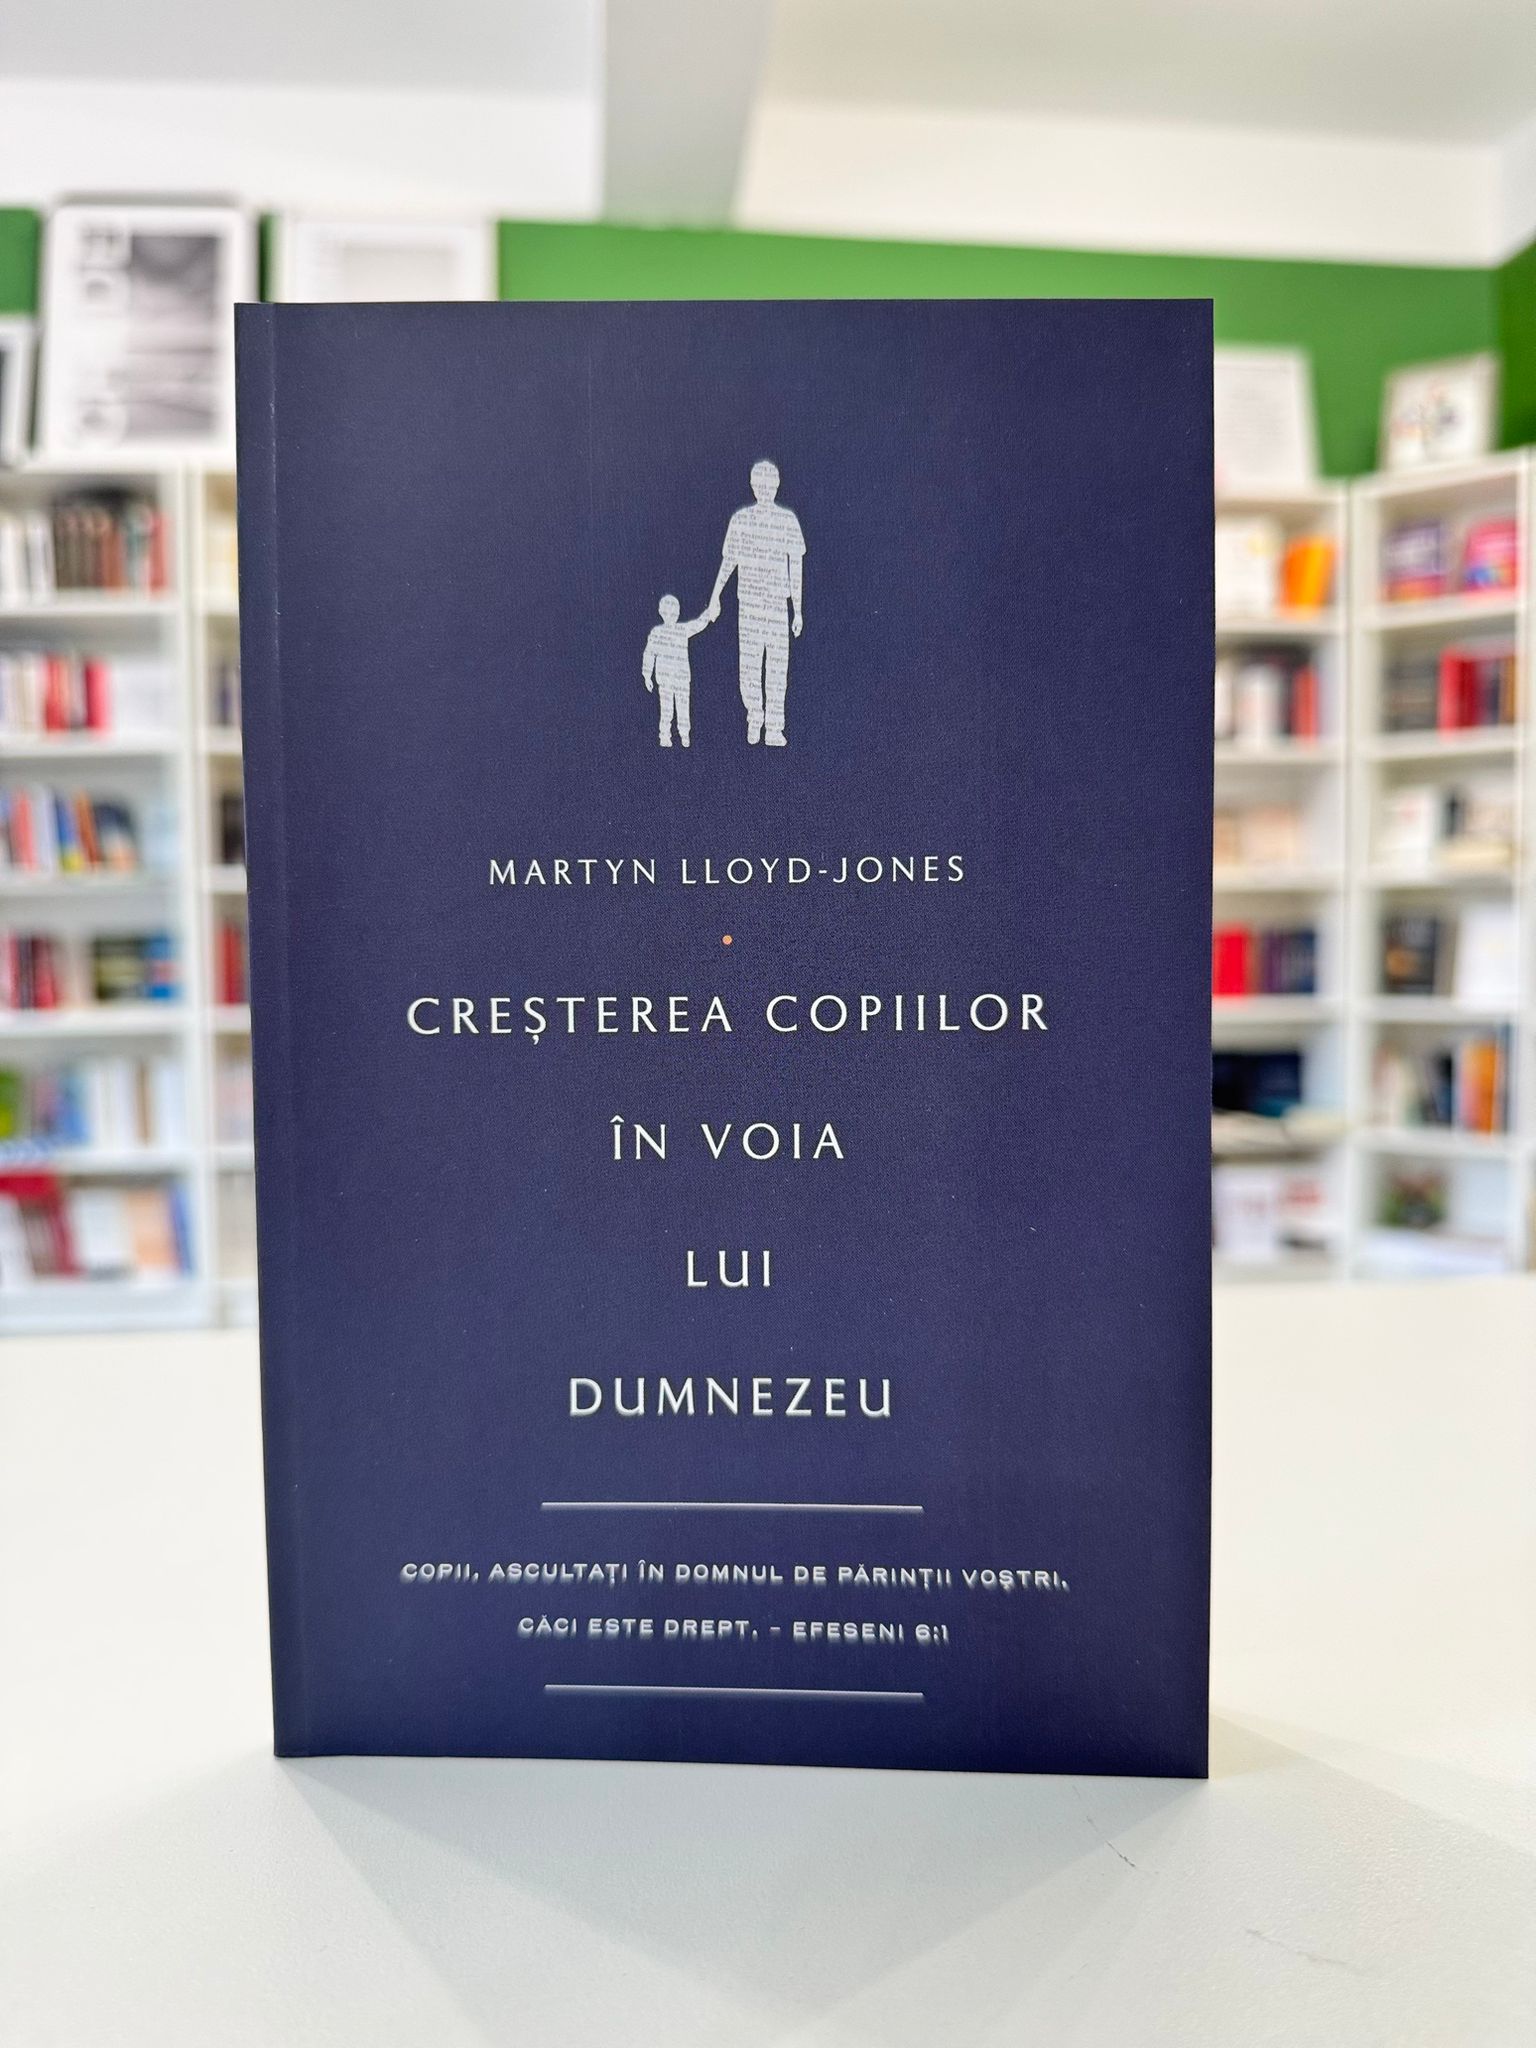 MARTYN LLOYD-JONES
CREȘTEREA COPIILOR
ÎN VOIA
LUI
DUMNEZEU
COPII, ASCULTAȚI ÎN DOMNUL DE PĂRINȚII VOȘTRI,
CĂCI ESTE DREPT. - EFESENI 6:1